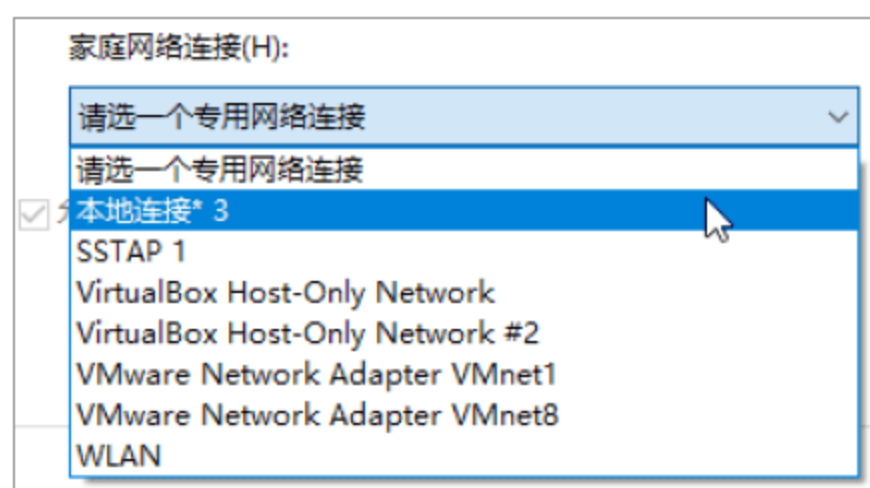 家庭网络连接(H):
请选一个专用网络连接
请选一个专用网络连接
本地连接* 3
SSTAP 1
VirtualBox Host-Only Network
VirtualBox Host-Only Network #2
VMware Network Adapter VMnet1
VMware Network Adapter VMnet8
WLAN